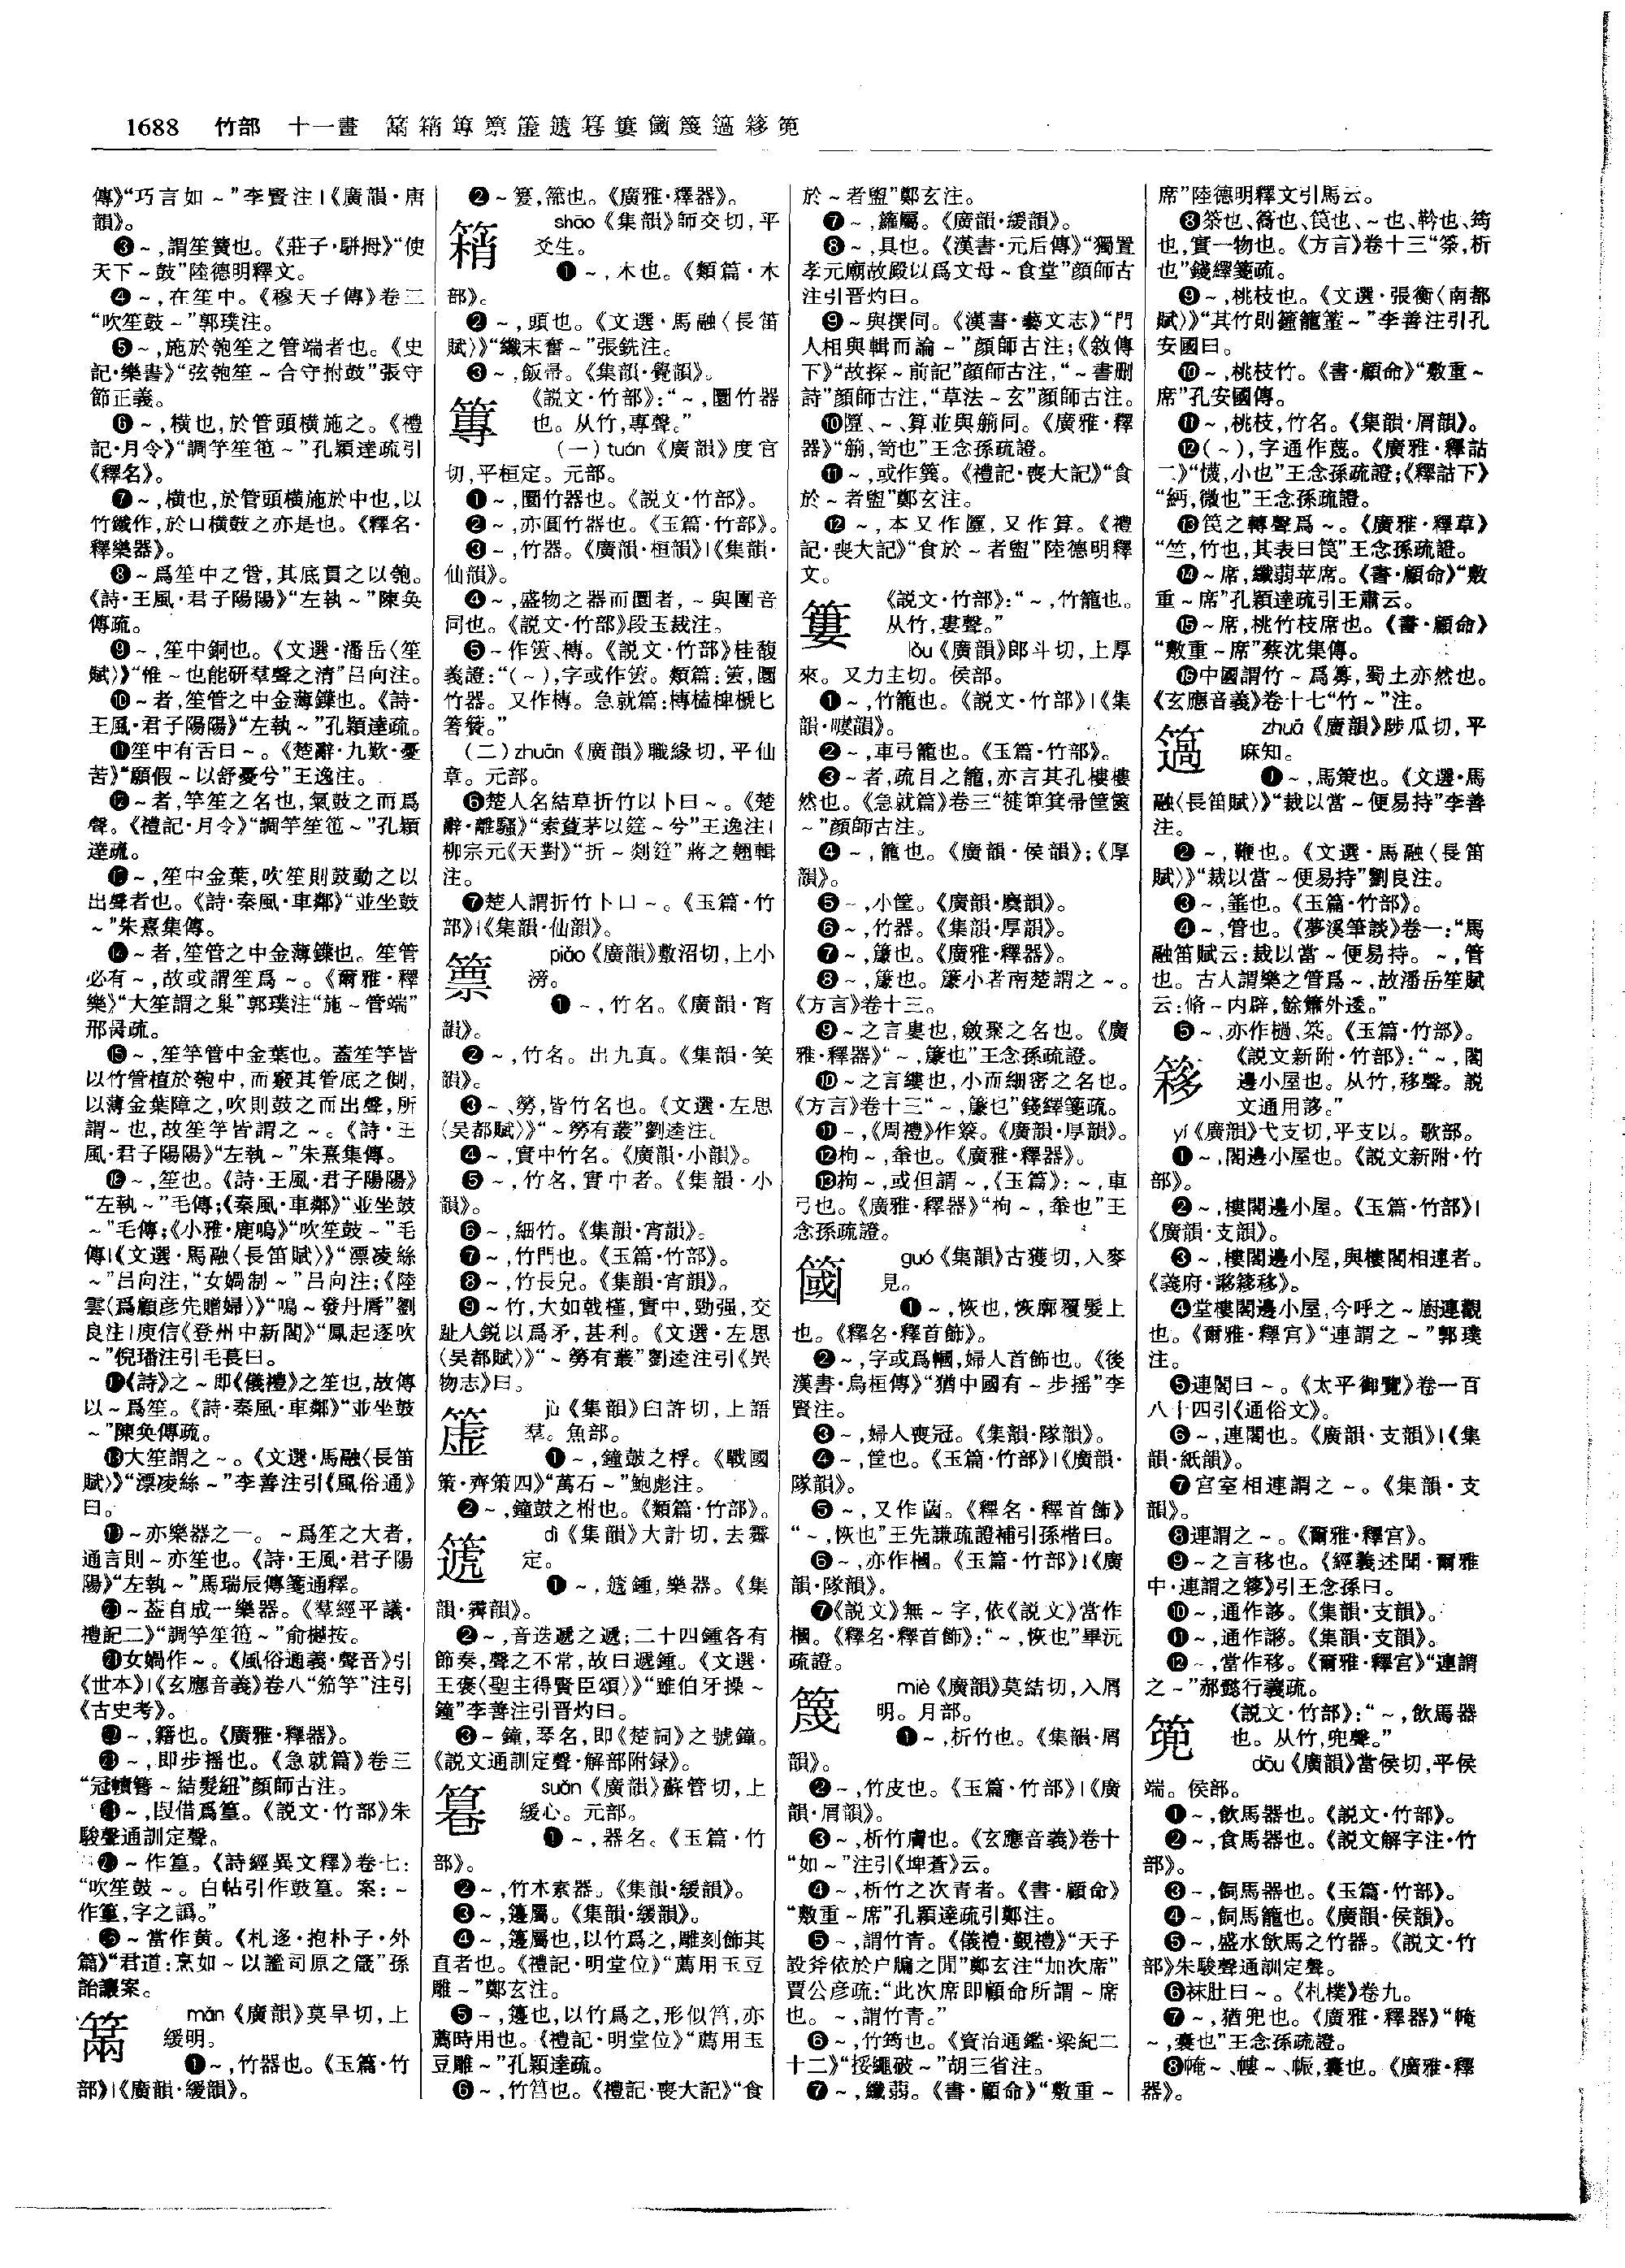 1688 竹部 十一畫 䉠䈰篿篻簴䉂篹簍簂篾簻簃篼
傳》“巧言如～”李賢注|《廣韻·唐
韻》。
❸～,謂笙簧也。《莊子·駢拇》“使
天下～鼓”陸德明釋文。
❹～,在笙中。《穆天子傳》卷三
“吹笙鼓～”郭璞注。
❺～,施於匏笙之管端者也。《史
記·樂書》“弦匏笙～合守拊鼓”張守
節正義。
❻～,橫也,於管頭橫施之。《禮
記·月令》“調竽笙竾～”孔穎達疏引
《釋名》。
❼～,橫也,於管頭橫施於中也,以
竹鐵作,於口橫鼓之亦是也。《釋名·
釋樂器》。
❽～爲笙中之管,其底貫之以匏。
《詩·王風·君子陽陽》“左執～”陳奐
傳疏。
❾～,笙中銅也。《文選·潘岳〈笙
賦〉》“惟～也能研羣聲之清”呂向注。
❿～者,笙管之中金薄鐷也。《詩·
王風·君子陽陽》“左執～”孔穎達疏。
⓫笙中有舌曰～。《楚辭·九歎·憂
苦》“願假～以舒憂兮”王逸注。
⓬～者,竽笙之名也,氣鼓之而爲
聲。《禮記·月令》“調竽笙竾～”孔穎
達疏。
⓭～,笙中金葉,吹笙則鼓動之以
出聲者也。《詩·秦風·車鄰》“並坐鼓
～”朱熹集傳。
⓮～者,笙管之中金薄鐷也。笙管
必有～,故或謂笙爲～。《爾雅·釋
樂》“大笙謂之巢”郭璞注“施～管端”
邢昺疏。
⓯～,笙竽管中金葉也。蓋笙竽皆
以竹管植於匏中,而竅其管底之側,
以薄金葉障之,吹則鼓之而出聲,所
謂～也,故笙竽皆謂之～。《詩·王
風·君子陽陽》“左執～”朱熹集傳。
⓰～,笙也。《詩·王風·君子陽陽》
“左執～”毛傳;《秦風·車鄰》“並坐鼓
～”毛傳;《小雅·鹿鳴》“吹笙鼓～”毛
傳|《文選·馬融〈長笛賦〉》“漂凌絲
～”呂向注,“女媧制～”呂向注;《陸
雲〈爲顧彥先贈婦〉》“鳴～發丹脣”劉
良注|庾信《登州中新閣》“鳳起逐吹
～”倪璠注引毛萇曰。
⓱《詩》之～即《儀禮》之笙也,故傳
以～爲笙。《詩·秦風·車鄰》“並坐鼓
～”陳奐傳疏。
⓲大笙謂之～。《文選·馬融〈長笛
賦〉》“漂凌絲～”李善注引《風俗通》
曰。
⓳～亦樂器之一。～爲笙之大者,
通言則～亦笙也。《詩·王風·君子陽
陽》“左執～”馬瑞辰傳箋通釋。
⓴～蓋自成一樂器。《羣經平議·
禮記二》“調竽笙竾～”俞樾按。
㉑女媧作～。《風俗通義·聲音》引
《世本》|《玄應音義》卷八“笳竽”注引
《古史考》。
㉒～,籍也。《廣雅·釋器》。
㉓～,即步摇也。《急就篇》卷三
“冠幘簪～結髮紐”顏師古注。
㉔～,叚借爲篁。《說文·竹部》朱
駿聲通訓定聲。
㉕～作篁。《詩經異文釋》卷七:
“吹笙鼓～。白帖引作鼓篁。案:～
作篁,字之譌。”
㉖～當作黄。《札迻·抱朴子·外
篇》“君道:烹如～以謐司原之箴”孫
詒讓案。
䉠 mǎn《廣韻》莫旱切,上
緩明。
❶～,竹器也。《玉篇·竹
部》|《廣韻·緩韻》。
❷～篗,䈚也。《廣雅·釋器》。
䈰 shāo《集韻》師交切,平
爻生。
❶～,木也。《類篇·木
部》。
❷～,頭也。《文選·馬融〈長笛
賦〉》“纖末奮～”張銑注。
❸～,飯帚。《集韻·覺韻》。
篿 《說文·竹部》:“～,圜竹器
也。从竹,專聲。”
(一)tuán《廣韻》度官
切,平桓定。元部。
❶～,圜竹器也。《說文·竹部》。
❷～,亦圓竹器也。《玉篇·竹部》。
❸～,竹器。《廣韻·桓韻》|《集韻·
仙韻》。
❹～,盛物之器而圜者,～與團音
同也。《說文·竹部》段玉裁注。
❺～作篅、槫。《說文·竹部》桂馥
義證:“(～),字或作篅。類篇:篅,圜
竹器。又作槫。急就篇:槫榼椑榹匕
箸籫。”
(二)zhuān《廣韻》職緣切,平仙
章。元部。
❻楚人名結草折竹以卜曰～。《楚
辭·離騷》“索藑茅以筳～兮”王逸注|
柳宗元《天對》“折～剡筳”蔣之翹輯
注。
❼楚人謂折竹卜曰～。《玉篇·竹
部》|《集韻·仙韻》。
篻 piǎo《廣韻》敷沼切,上小
滂。
❶～,竹名。《廣韻·宵
韻》。
❷～,竹名。出九真。《集韻·笑
韻》。
❸～、簩,皆竹名也。《文選·左思
〈吴都賦〉》“～簩有叢”劉逵注。
❹～,實中竹名。《廣韻·小韻》。
❺～,竹名,實中者。《集韻·小
韻》。
❻～,細竹。《集韻·宵韻》。
❼～,竹門也。《玉篇·竹部》。
❽～,竹長皃。《集韻·宵韻》。
❾～竹,大如戟槿,實中,勁强,交
趾人鋭以爲矛,甚利。《文選·左思
〈吴都賦〉》“～簩有叢”劉逵注引《異
物志》曰。
簴 jù《集韻》臼許切,上語
羣。魚部。
❶～,鐘鼓之桴。《戰國
策·齊策四》“萬石～”鮑彪注。
❷～,鐘鼓之柎也。《類篇·竹部》。
䉂 dì《集韻》大計切,去霽
定。
❶～,䉂鍾,樂器。《集
韻·霽韻》。
❷～,音迭遞之遞;二十四鍾各有
節奏,聲之不常,故曰遞鍾。《文選·
王褒〈聖主得賢臣頌〉》“雖伯牙操～
鐘”李善注引晋灼曰。
❸～鐘,琴名,即《楚詞》之號鐘。
《說文通訓定聲·解部附録》。
篹 suǎn《廣韻》蘇管切,上
緩心。元部。
❶～,器名。《玉篇·竹
部》。
❷～,竹木素器。《集韻·緩韻》。
❸～,籩屬。《集韻·緩韻》。
❹～,籩屬也,以竹爲之,雕刻飾其
直者也。《禮記·明堂位》“薦用玉豆
雕～”鄭玄注。
❺～,籩也,以竹爲之,形似筥,亦
薦時用也。《禮記·明堂位》“薦用玉
豆雕～”孔穎達疏。
❻～,竹筥也。《禮記·喪大記》“食
於～者盥”鄭玄注。
❼～,籮屬。《廣韻·緩韻》。
❽～,具也。《漢書·元后傳》“獨置
孝元廟故殿以爲文母～食堂”顏師古
注引晋灼曰。
❾～與撰同。《漢書·藝文志》“門
人相與輯而論～”顏師古注;《敘傳
下》“故探～前記”顏師古注,“～書删
詩”顏師古注,“草法～玄”顏師古注。
❿匴、～、算並與䈪同。《廣雅·釋
器》“䈪,笥也”王念孫疏證。
⓫～,或作簨。《禮記·喪大記》“食
於～者盥”鄭玄注。
⓬～,本又作匴,又作算。《禮
記·喪大記》“食於～者盥”陸德明釋
文。
簍 《說文·竹部》:“～,竹籠也。
从竹,婁聲。”
lǒu《廣韻》郎斗切,上厚
來。又力主切。侯部。
❶～,竹籠也。《說文·竹部》|《集
韻·噳韻》。
❷～,車弓籠也。《玉篇·竹部》。
❸～者,疏目之籠,亦言其孔樓樓
然也。《急就篇》卷三“簁箄箕帚筐篋
～”顏師古注。
❹～,籠也。《廣韻·侯韻》;《厚
韻》。
❺～,小筐。《廣韻·麌韻》。
❻～,竹器。《集韻·厚韻》。
❼～,籅也。《廣雅·釋器》。
❽～,籅也。籅小者南楚謂之～。
《方言》卷十三。
❾～之言婁也,斂聚之名也。《廣
雅·釋器》“～,籅也”王念孫疏證。
❿～之言縷也,小而細密之名也。
《方言》卷十三“～,籅也”錢繹箋疏。
⓫～,《周禮》作䉛。《廣韻·厚韻》。
⓬枸～,軬也。《廣雅·釋器》。
⓭枸～,或但謂～,《玉篇》:～,車
弓也。《廣雅·釋器》“枸～,軬也”王
念孫疏證。
簂 guó《集韻》古獲切,入麥
見。
❶～,恢也,恢廓覆髮上
也。《釋名·釋首飾》。
❷～,字或爲幗,婦人首飾也。《後
漢書·烏桓傳》“猶中國有～步摇”李
賢注。
❸～,婦人喪冠。《集韻·隊韻》。
❹～,筐也。《玉篇·竹部》|《廣韻·
隊韻》。
❺～,又作蔮。《釋名·釋首飾》
“～,恢也”王先謙疏證補引孫楷曰。
❻～,亦作槶。《玉篇·竹部》|《廣
韻·隊韻》。
❼《說文》無～字,依《說文》當作
槶。《釋名·釋首飾》:“～,恢也”畢沅
疏證。
篾 miè《廣韻》莫結切,入屑
明。月部。
❶～,析竹也。《集韻·屑
韻》。
❷～,竹皮也。《玉篇·竹部》|《廣
韻·屑韻》。
❸～,析竹膚也。《玄應音義》卷十
“如～”注引《埤蒼》云。
❹～,析竹之次青者。《書·顧命》
“敷重～席”孔穎達疏引鄭注。
❺～,謂竹青。《儀禮·覲禮》“天子
設斧依於户牖之閒”鄭玄注“加次席”
賈公彦疏:“此次席即顧命所謂～席
也。～,謂竹青。”
❻～,竹筠也。《資治通鑑·梁紀二
十二》“挼繩破～”胡三省注。
❼～,纖蒻。《書·顧命》“敷重～
席”陸德明釋文引馬云。
❽䈼也、篬也、笢也、～也、䇞也、筠
也,實一物也。《方言》卷十三“䈼,析
也”錢繹箋疏。
❾～,桃枝也。《文選·張衡〈南都
賦〉》“其竹則籦籠䈽～”李善注引孔
安國曰。
❿～,桃枝竹。《書·顧命》“敷重～
席”孔安國傳。
⓫～,桃枝,竹名。《集韻·屑韻》。
⓬(～),字通作蔑。《廣雅·釋詁
二》“懱,小也”王念孫疏證;《釋詁下》
“䩏,微也”王念孫疏證。
⓭笢之轉聲爲～。《廣雅·釋草》
“竺,竹也,其表曰笢”王念孫疏證。
⓮～席,纖蒻苹席。《書·顧命》“敷
重～席”孔穎達疏引王肅云。
⓯～席,桃竹枝席也。《書·顧命》
“敷重～席”蔡沈集傳。
⓰中國謂竹～爲䈼,蜀土亦然也。
《玄應音義》卷十七“竹～”注。
簻 zhuā《廣韻》陟瓜切,平
麻知。
❶～,馬策也。《文選·馬
融〈長笛賦〉》“裁以當～便易持”李善
注。
❷～,鞭也。《文選·馬融〈長笛
賦〉》“裁以當～便易持”劉良注。
❸～,箠也。《玉篇·竹部》。
❹～,管也。《夢溪筆談》卷一:“馬
融笛賦云:裁以當～便易持。～,管
也。古人謂樂之管爲～,故潘岳笙賦
云:脩～内辟,餘簫外逶。”
❺～,亦作檛、築。《玉篇·竹部》。
簃 《說文新附·竹部》:“～,閣
邊小屋也。从竹,移聲。説
文通用誃。”
yí《廣韻》弋支切,平支以。歌部。
❶～,閣邊小屋也。《說文新附·竹
部》。
❷～,樓閣邊小屋。《玉篇·竹部》|
《廣韻·支韻》。
❸～,樓閣邊小屋,與樓閣相連者。
《義府·謻簃栘》。
❹堂樓閣邊小屋,今呼之～廚連觀
也。《爾雅·釋宫》“連謂之～”郭璞
注。
❺連閣曰～。《太平御覽》卷一百
八十四引《通俗文》。
❻～,連閣也。《廣韻·支韻》|《集
韻·紙韻》。
❼宫室相連謂之～。《集韻·支
韻》。
❽連謂之～。《爾雅·釋宫》。
❾～之言移也。《經義述聞·爾雅
中·連謂之簃》引王念孫曰。
❿～,通作誃。《集韻·支韻》。
⓫～,通作謻。《集韻·支韻》。
⓬～,當作移。《爾雅·釋宫》“連謂
之～”郝懿行義疏。
篼 《說文·竹部》:“～,飲馬器
也。从竹,兜聲。”
dōu《廣韻》當侯切,平侯
端。侯部。
❶～,飲馬器也。《說文·竹部》。
❷～,食馬器也。《說文解字注·竹
部》。
❸～,飼馬器也。《玉篇·竹部》。
❹～,飼馬籠也。《廣韻·侯韻》。
❺～,盛水飲馬之竹器。《說文·竹
部》朱駿聲通訓定聲。
❻袜肚曰～。《札樸》卷九。
❼～,猶兜也。《廣雅·釋器》“㡋
～,囊也”王念孫疏證。
❽㡋～、㡞～、帪,囊也。《廣雅·釋
器》。